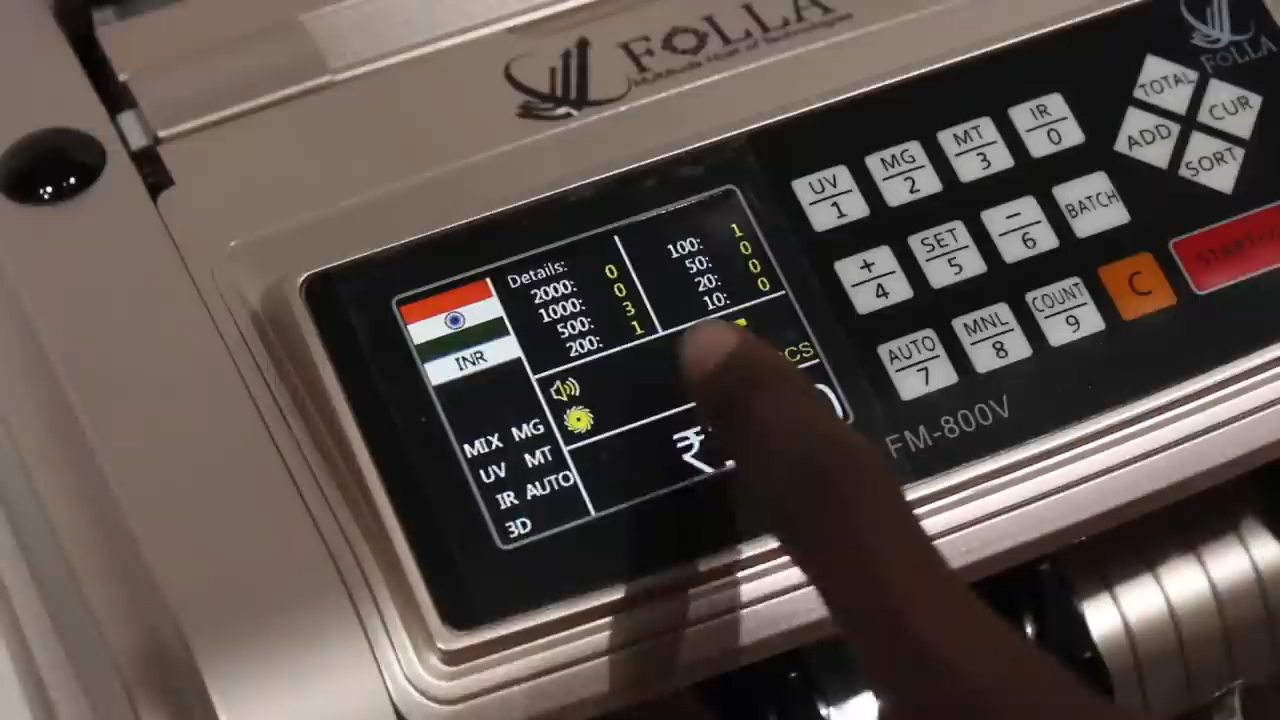 FOLLA
FOLLA
Details:
2000: 0
1000: 0
500: 3
200: 1
100: 1
50: 0
20: 0
10: 0
INR
PCS
₹
MIX MG
UV MT
IR AUTO
3D
UV
1
MG
2
MT
3
IR
0
+
4
SET
5
-
6
BATCH
AUTO
7
MNL
8
COUNT
9
C
TOTAL
ADD
CUR
SORT
START
FM-800V